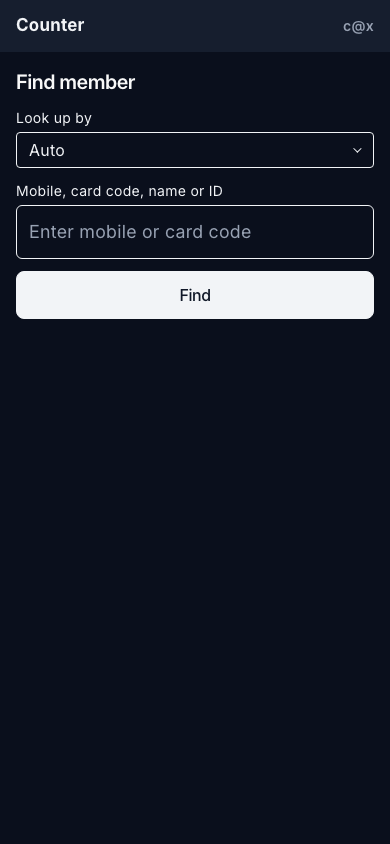 Counter
c@x
Find member
Look up by
Auto
Mobile, card code, name or ID
Enter mobile or card code
Find